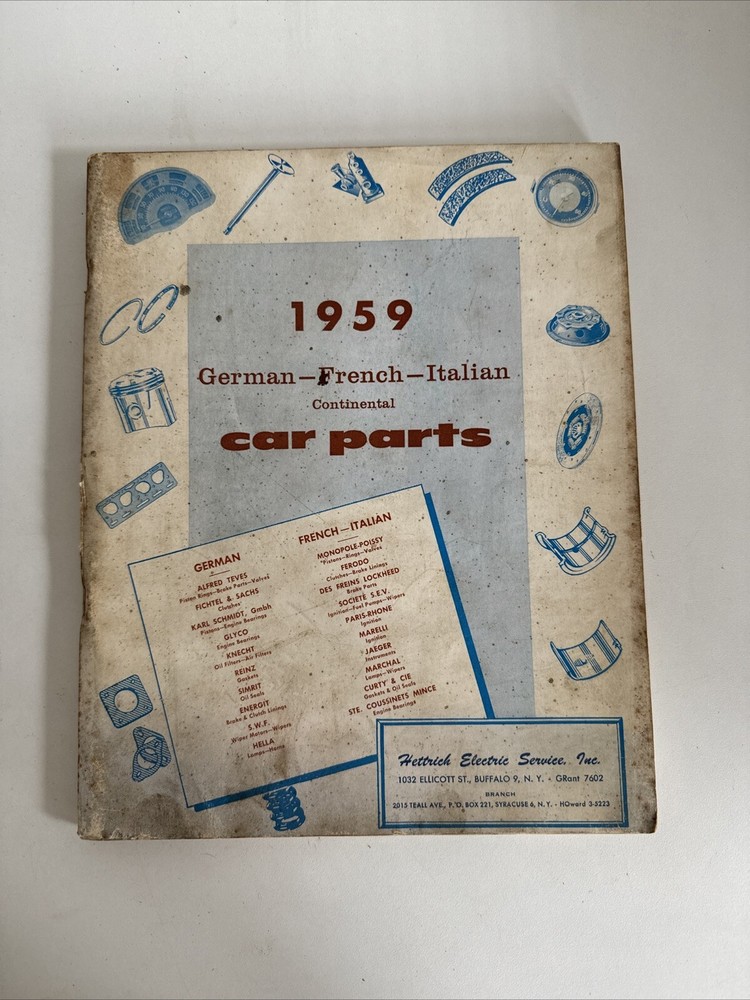 1959
German–French–Italian
Continental
car parts
GERMAN
ALFRED TEVES
Piston Rings–Brake Parts–Valves
FICHTEL & SACHS
Clutches
KARL SCHMIDT, Gmbh
Pistons–Engine Bearings
GLYCO
Engine Bearings
KNECHT
Oil Filters–Air Filters
REINZ
Gaskets
SIMRIT
Oil Seals
ENERGIT
Brake & Clutch Linings
S.W.F.
Wiper Motors–Wipers
HELLA
Lamps–Horns
FRENCH–ITALIAN
MONOPOLE-POISSY
Pistons–Rings–Valves
FERODO
Clutches–Brake Linings
DES FREINS LOCKHEED
Brake Parts
SOCIETE S.E.V.
Ignition–Fuel Pumps–Wipers
PARIS-RHONE
Ignition
MARELLI
Ignition
JAEGER
Instruments
MARCHAL
Lamps–Wipers
CURTY & CIE
Gaskets & Oil Seals
STE. COUSSINETS MINCE
Engine Bearings
Hettrich Electric Service, Inc.
1032 ELLICOTT ST., BUFFALO 9, N. Y. - GRant 7602
BRANCH
2015 TEALL AVE., P.O. BOX 221, SYRACUSE 6, N.Y. - HOward 3-5223